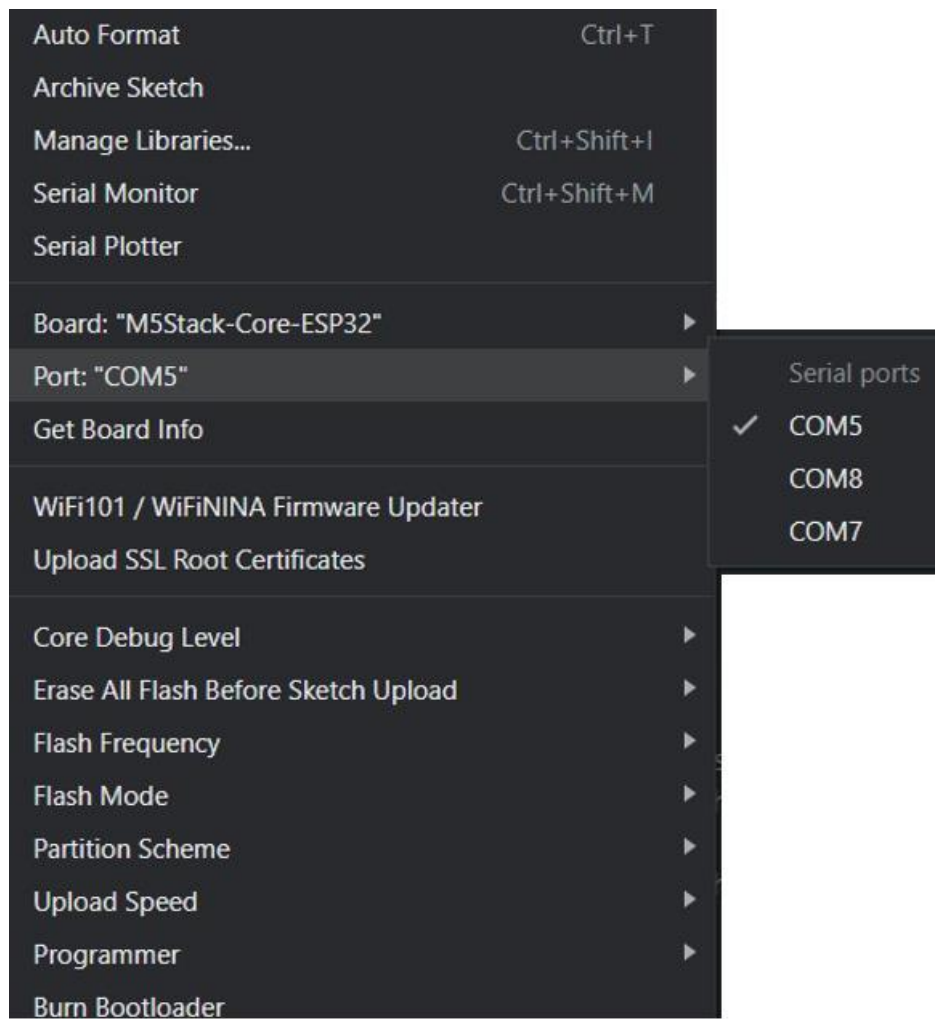 Auto Format Ctrl+T
Archive Sketch
Manage Libraries... Ctrl+Shift+I
Serial Monitor Ctrl+Shift+M
Serial Plotter
Board: "M5Stack-Core-ESP32"
Port: "COM5"
Get Board Info
WiFi101 / WiFiNINA Firmware Updater
Upload SSL Root Certificates
Core Debug Level
Erase All Flash Before Sketch Upload
Flash Frequency
Flash Mode
Partition Scheme
Upload Speed
Programmer
Burn Bootloader
Serial ports
COM5
COM8
COM7